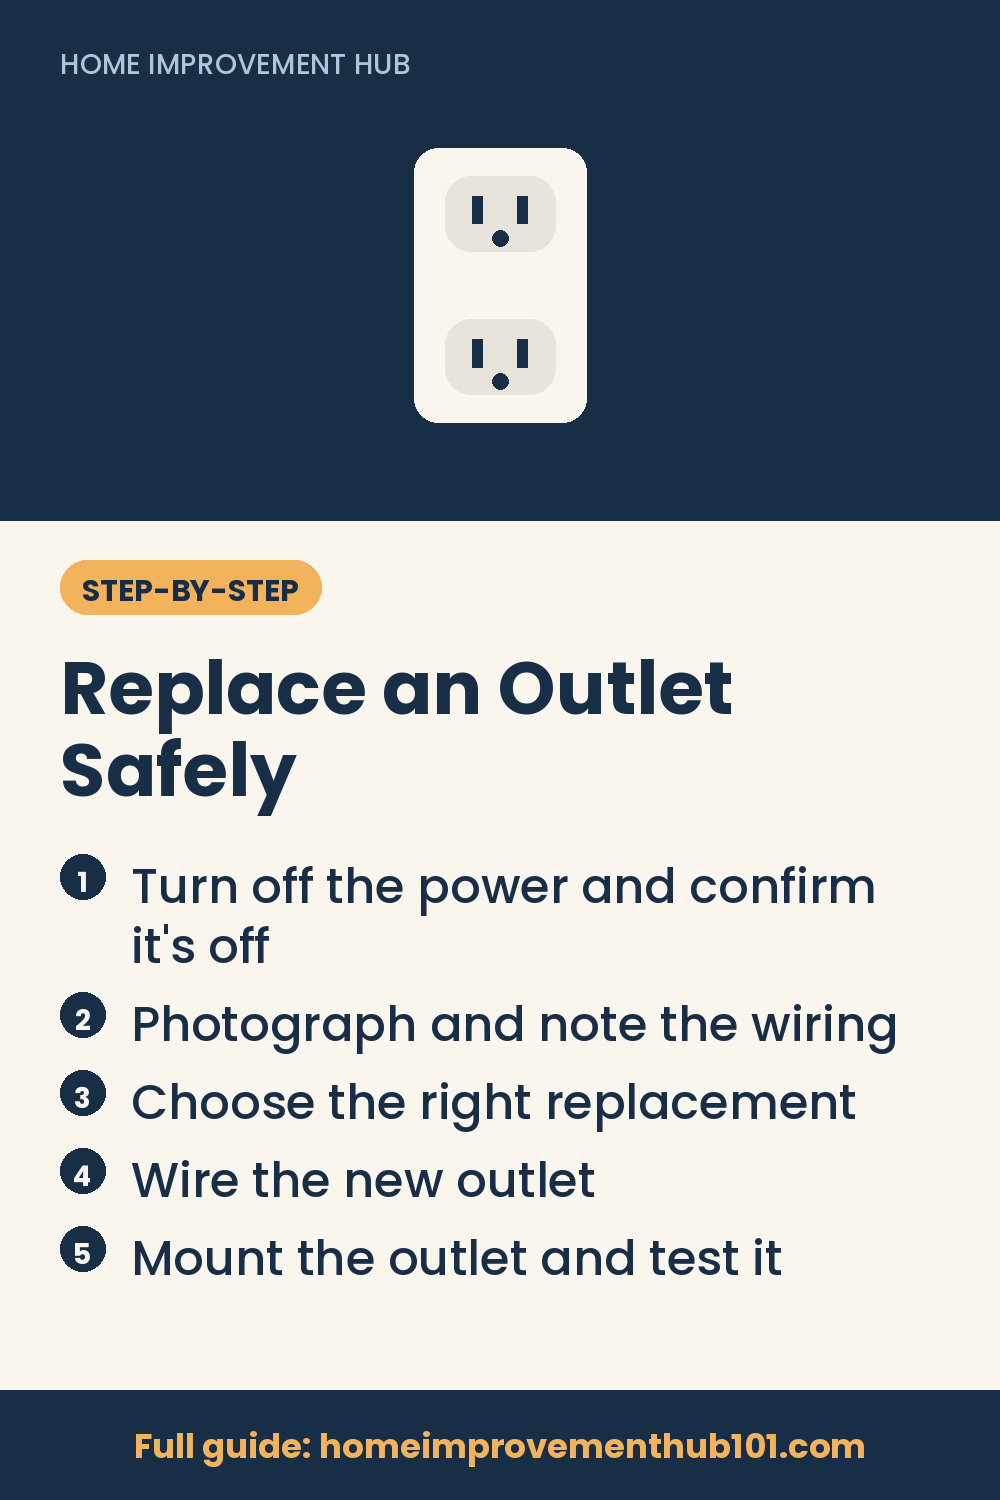 HOME IMPROVEMENT HUB
STEP-BY-STEP
Replace an Outlet
Safely
1 Turn off the power and confirm
it's off
2 Photograph and note the wiring
3 Choose the right replacement
4 Wire the new outlet
5 Mount the outlet and test it
Full guide: homeimprovementhub101.com